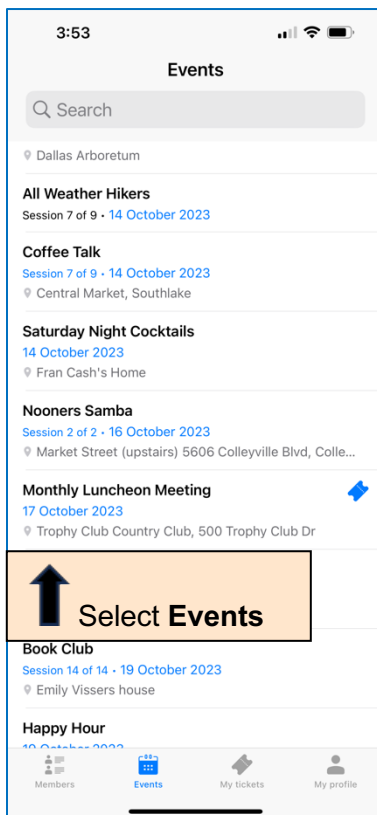 3:53
Events
Search
Dallas Arboretum
All Weather Hikers
Session 7 of 9 • 14 October 2023
Coffee Talk
Session 7 of 9 • 14 October 2023
Central Market, Southlake
Saturday Night Cocktails
14 October 2023
Fran Cash's Home
Nooners Samba
Session 2 of 2 • 16 October 2023
Market Street (upstairs) 5606 Colleyville Blvd, Colle...
Monthly Luncheon Meeting
17 October 2023
Trophy Club Country Club, 500 Trophy Club Dr
Select Events
Book Club
Session 14 of 14 • 19 October 2023
Emily Vissers house
Happy Hour
19 October 2023
Members
Events
My tickets
My profile